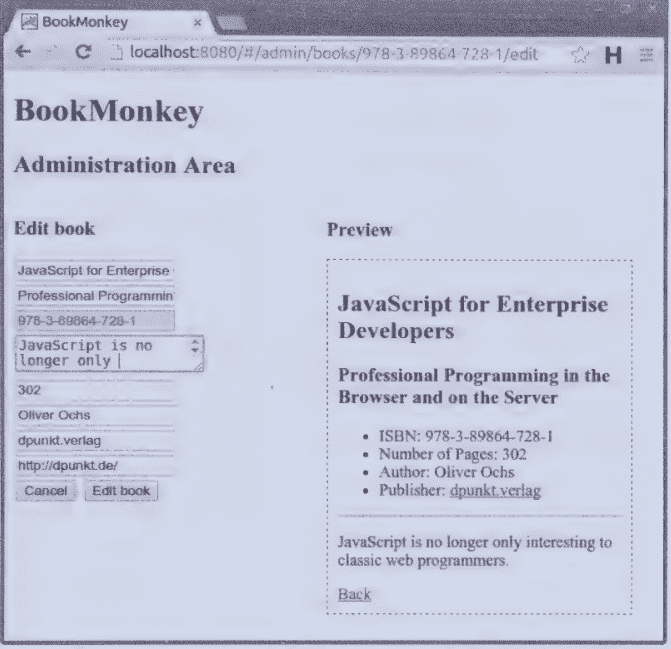 BookMonkey
localhost:8080/#/admin/books/978-3-89864-728-1/edit
BookMonkey
Administration Area
Edit book
JavaScript for Enterprise
Professional Programmin
978-3-89864-728-1
JavaScript is no
longer only
302
Oliver Ochs
dpunkt.verlag
http://dpunkt.de/
Cancel Edit book
Preview
JavaScript for Enterprise
Developers
Professional Programming in the
Browser and on the Server
• ISBN: 978-3-89864-728-1
• Number of Pages: 302
• Author: Oliver Ochs
• Publisher: dpunkt.verlag
JavaScript is no longer only interesting to
classic web programmers.
Back